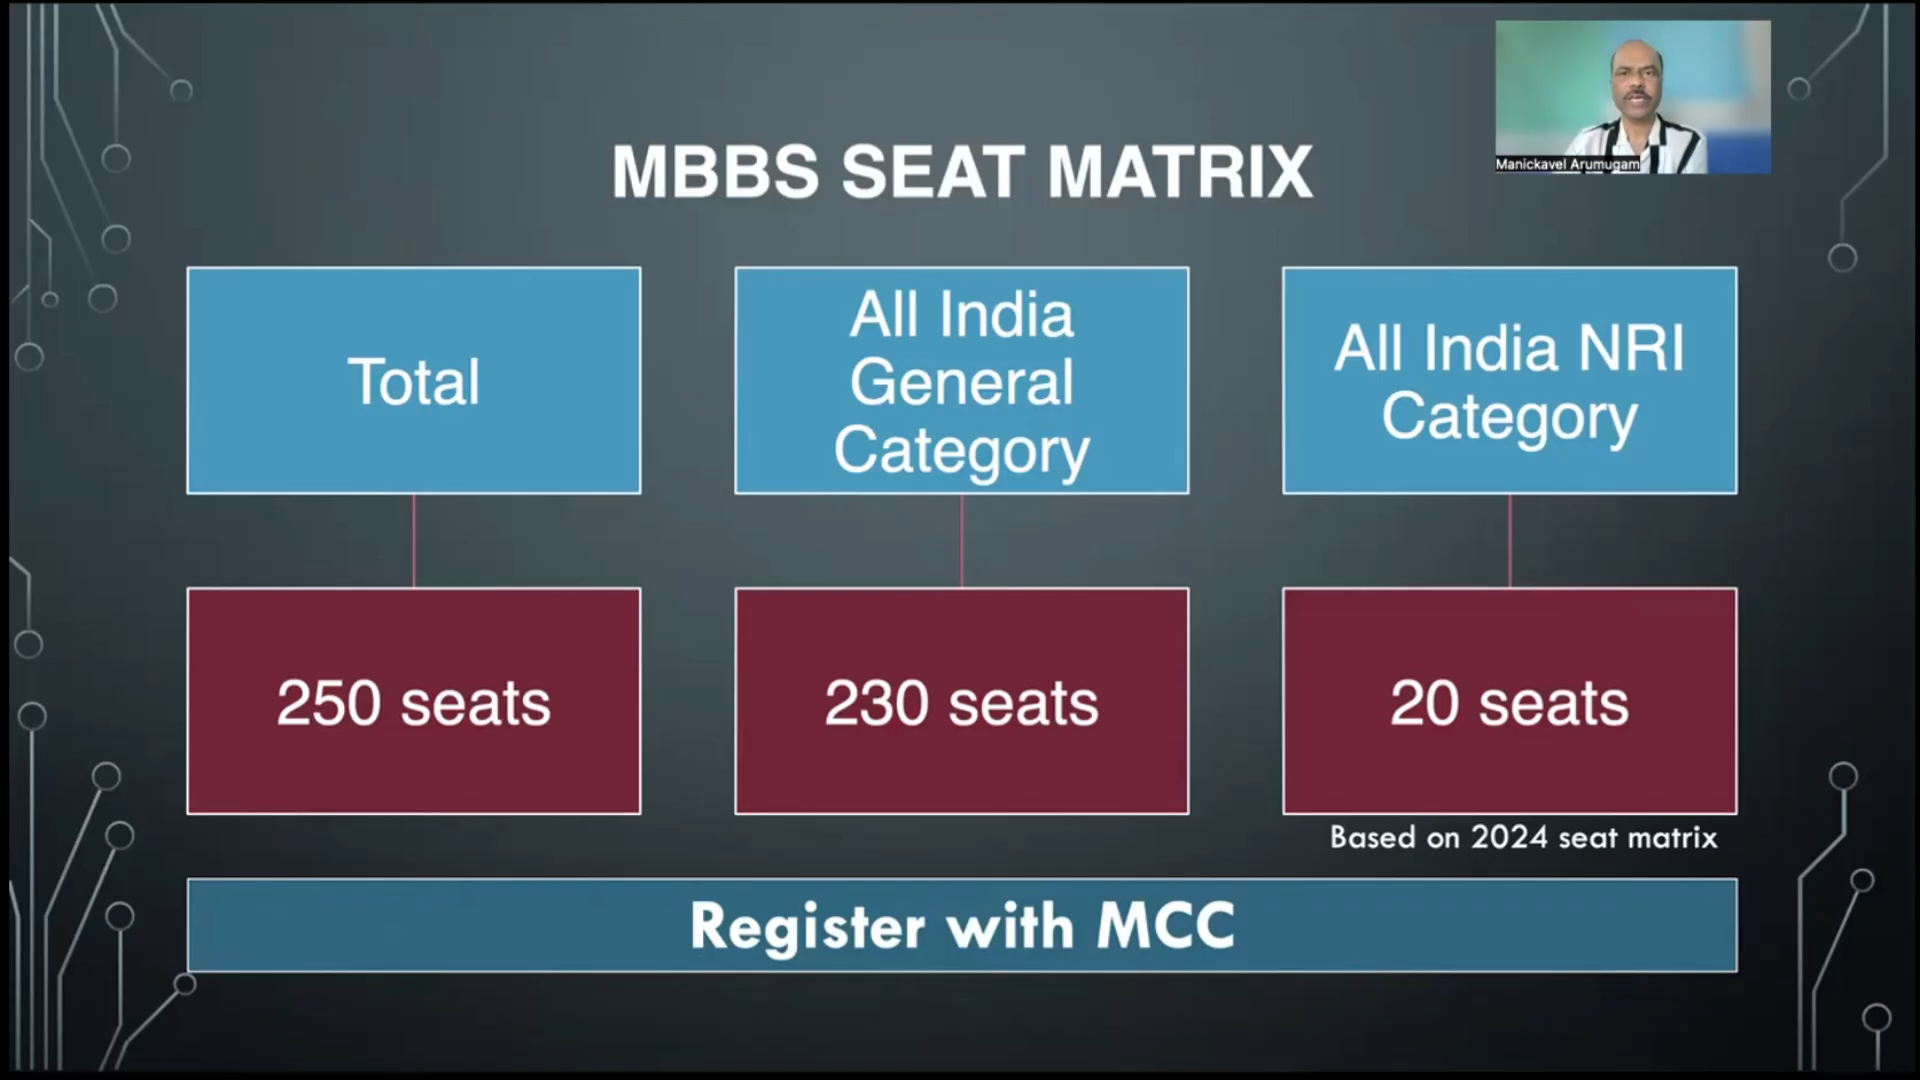 Manickavel Arumugam
MBBS SEAT MATRIX
Total
All India
General
Category
All India NRI
Category
250 seats
230 seats
20 seats
Based on 2024 seat matrix
Register with MCC